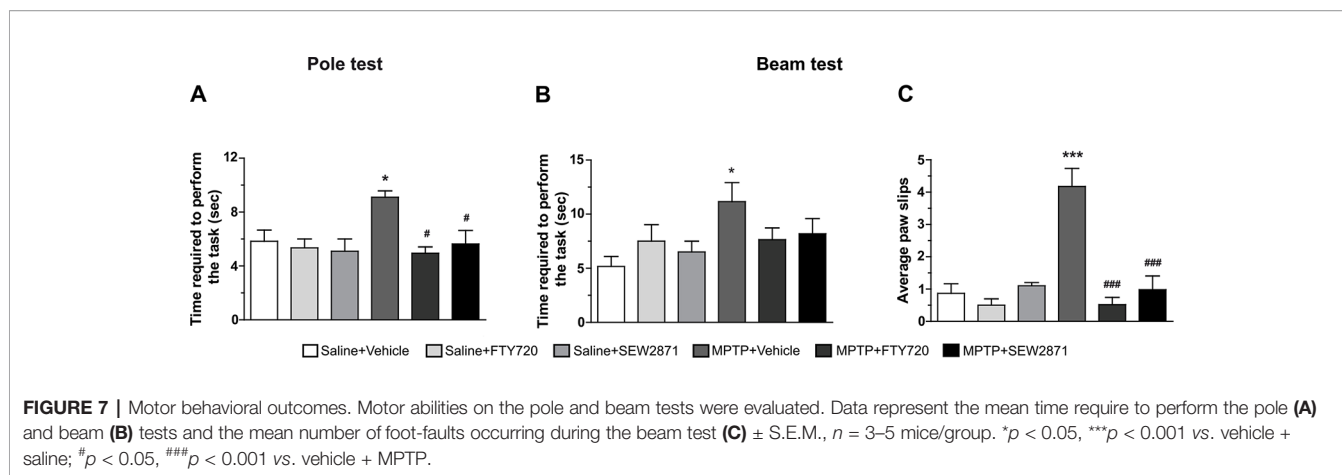 Pole test
Beam test
A
B
C
Time required to perform
the task (sec)
12
9
6
3
0
*
#
#
Time required to perform
the task (sec)
15
10
5
0
*
Average paw slips
5
4
3
2
1
0
***
###
###
Saline+Vehicle Saline+FTY720 Saline+SEW2871 MPTP+Vehicle MPTP+FTY720 MPTP+SEW2871
FIGURE 7 | Motor behavioral outcomes. Motor abilities on the pole and beam tests were evaluated. Data represent the mean time require to perform the pole (A)
and beam (B) tests and the mean number of foot-faults occurring during the beam test (C) ± S.E.M., n = 3–5 mice/group. *p < 0.05, ***p < 0.001 vs. vehicle +
saline; #p < 0.05, ###p < 0.001 vs. vehicle + MPTP.